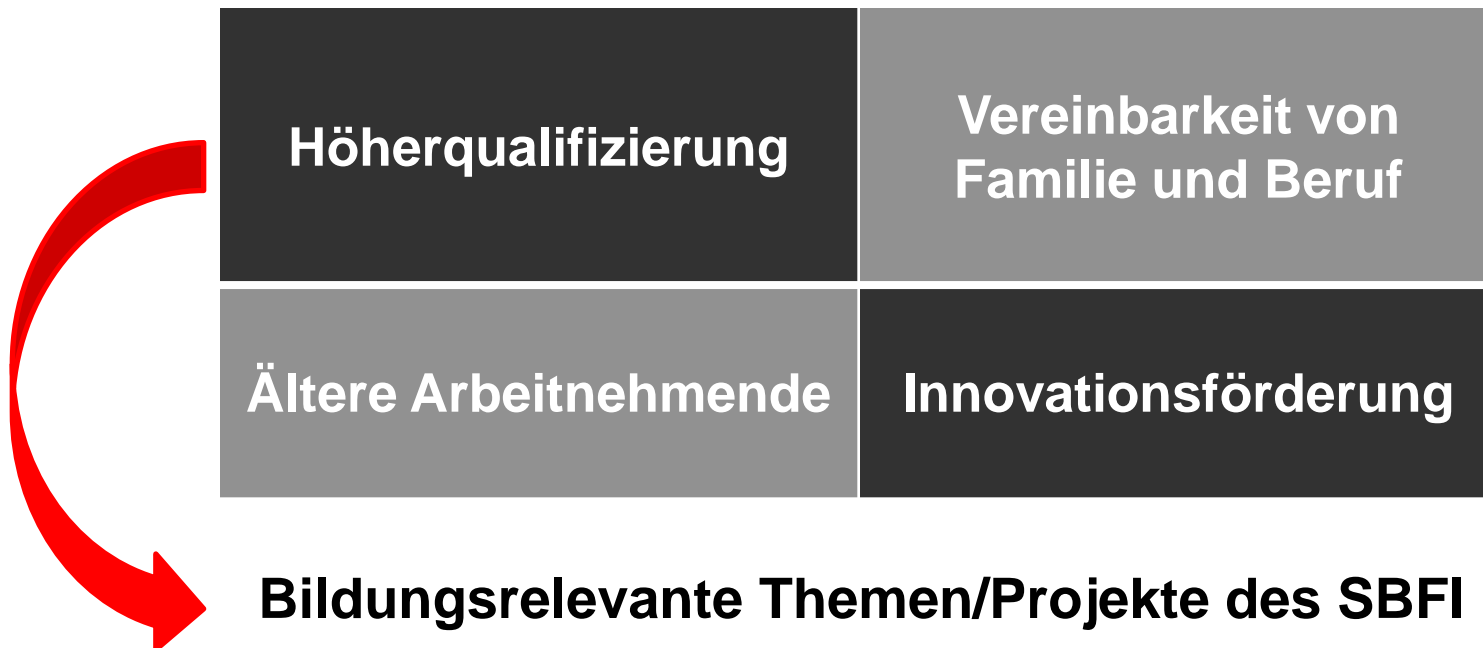 Höherqualifizierung
Vereinbarkeit von
Familie und Beruf
Ältere Arbeitnehmende
Innovationsförderung
Bildungsrelevante Themen/Projekte des SBFI